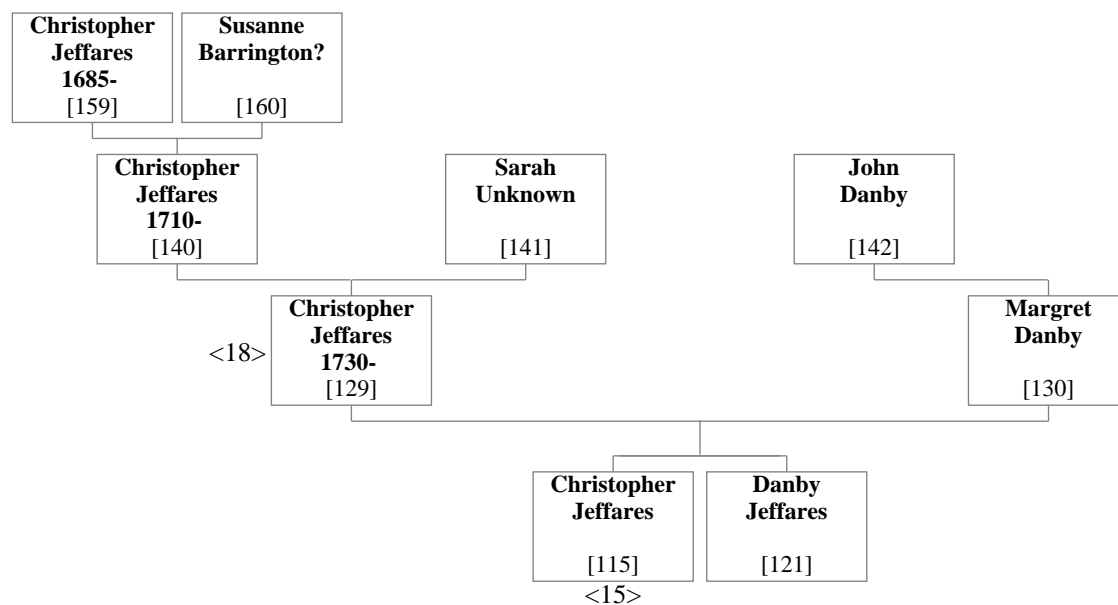 Christopher
Jeffares
1685-
[159]
Susanne
Barrington?
[160]
Christopher
Jeffares
1710-
[140]
Sarah
Unknown
[141]
John
Danby
[142]
<18>
Christopher
Jeffares
1730-
[129]
Margret
Danby
[130]
Christopher
Jeffares
[115]
<15>
Danby
Jeffares
[121]